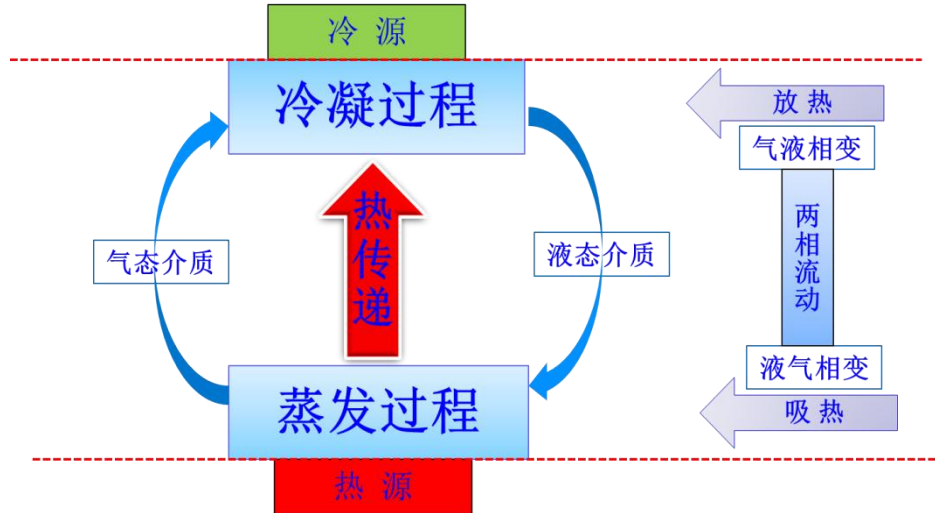 冷 源
冷凝过程
放 热
气液相变
热传递
两相流动
气态介质
液态介质
液气相变
蒸发过程
吸 热
热 源